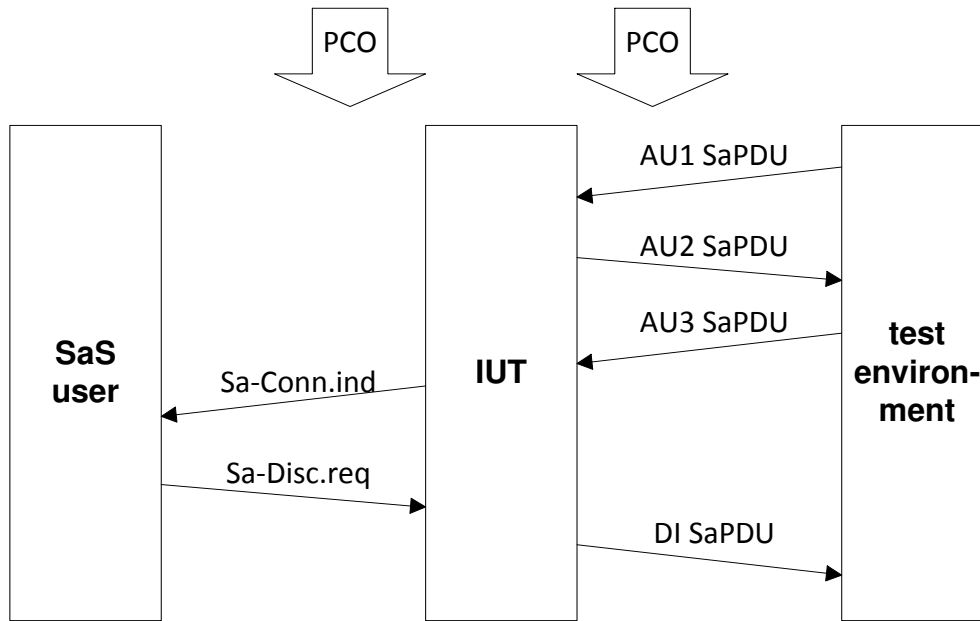 PCO
PCO
AU1 SaPDU
AU2 SaPDU
AU3 SaPDU
SaS
user
IUT
test
environ-
ment
Sa-Conn.ind
Sa-Disc.req
DI SaPDU